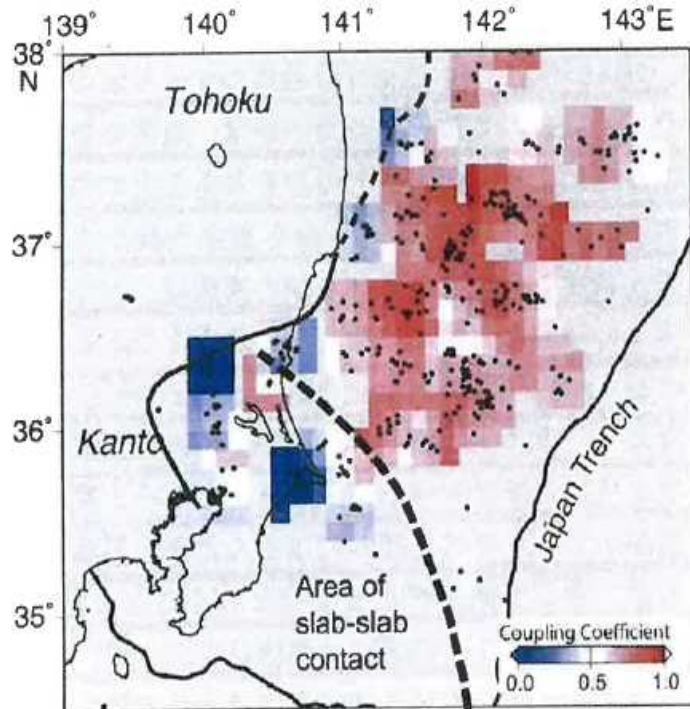 139° 140° 141° 142° 143°E
38°
N
Tohoku
37°
36°
Kanto
Japan Trench
35°
Area of
slab-slab
contact
Coupling Coefficient
0.0 0.5 1.0